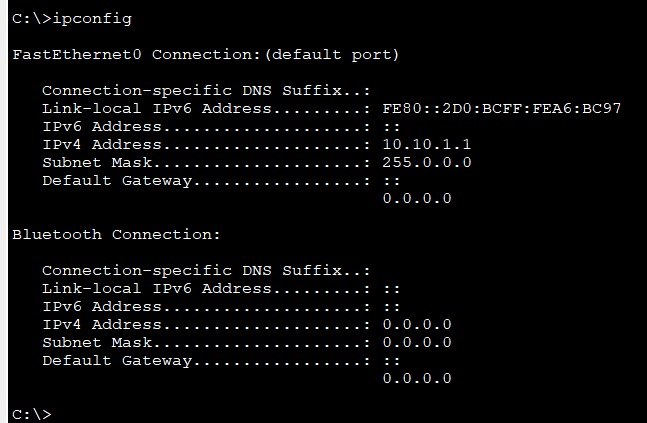 C:\>ipconfig
FastEthernet0 Connection:(default port)
Connection-specific DNS Suffix..:
Link-local IPv6 Address.........: FE80::2D0:BCFF:FEA6:BC97
IPv6 Address....................: ::
IPv4 Address....................: 10.10.1.1
Subnet Mask.....................: 255.0.0.0
Default Gateway.................: ::
0.0.0.0
Bluetooth Connection:
Connection-specific DNS Suffix..:
Link-local IPv6 Address.........: ::
IPv6 Address....................: ::
IPv4 Address....................: 0.0.0.0
Subnet Mask.....................: 0.0.0.0
Default Gateway.................: ::
0.0.0.0
C:\>